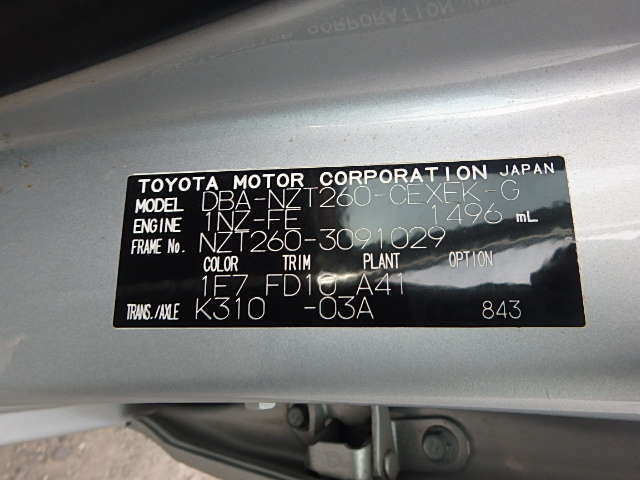 TOYOTA MOTOR CORPORATION JAPAN
MODEL DBA-NZT260-CEXEK-G
ENGINE 1NZ-FE 1496 mL
FRAME No. NZT260-3091029
COLOR TRIM PLANT OPTION
1E7 FD10 A41
TRANS./AXLE K310 -03A 843